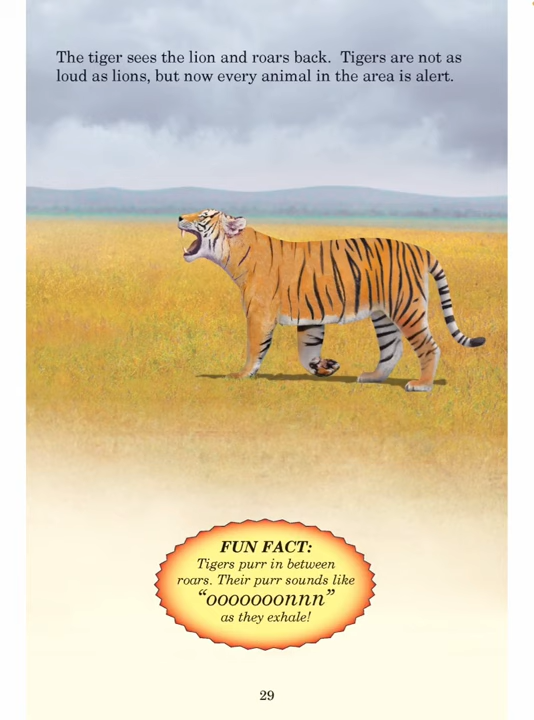 The tiger sees the lion and roars back.  Tigers are not as
loud as lions, but now every animal in the area is alert.
FUN FACT:
Tigers purr in between
roars. Their purr sounds like
“ooooooonnn”
as they exhale!
29